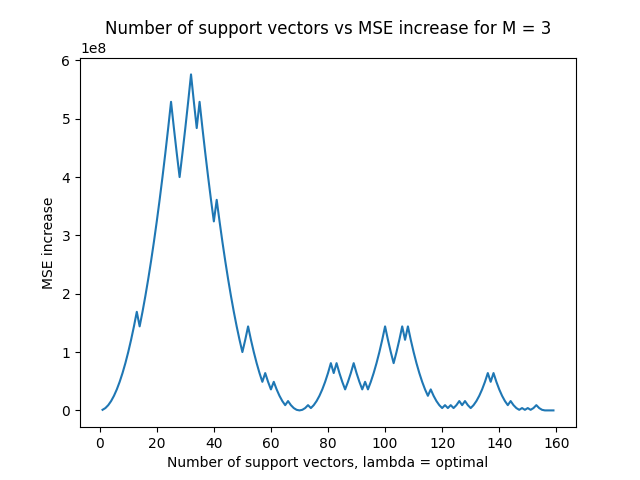 Number of support vectors vs MSE increase for M = 3
1e8
6
5
4
3
2
1
0
MSE increase
0 20 40 60 80 100 120 140 160
Number of support vectors, lambda = optimal